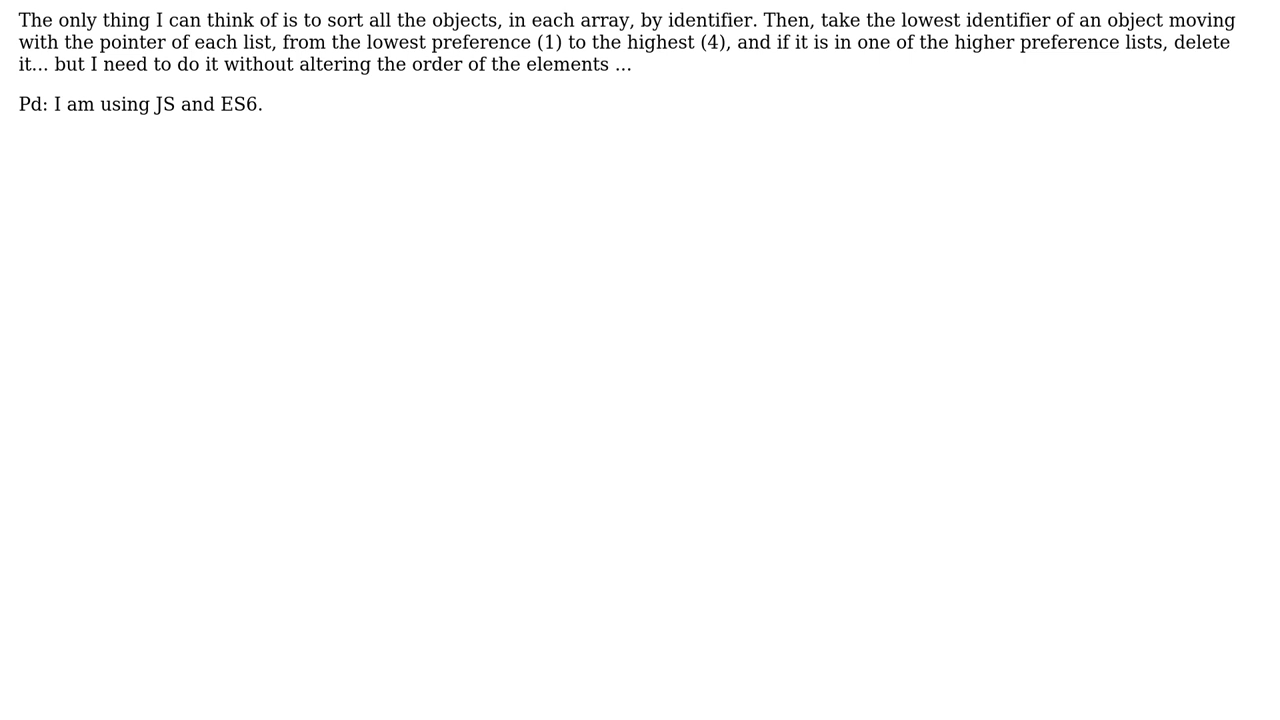 The only thing I can think of is to sort all the objects, in each array, by identifier. Then, take the lowest identifier of an object moving
with the pointer of each list, from the lowest preference (1) to the highest (4), and if it is in one of the higher preference lists, delete
it... but I need to do it without altering the order of the elements ...
Pd: I am using JS and ES6.